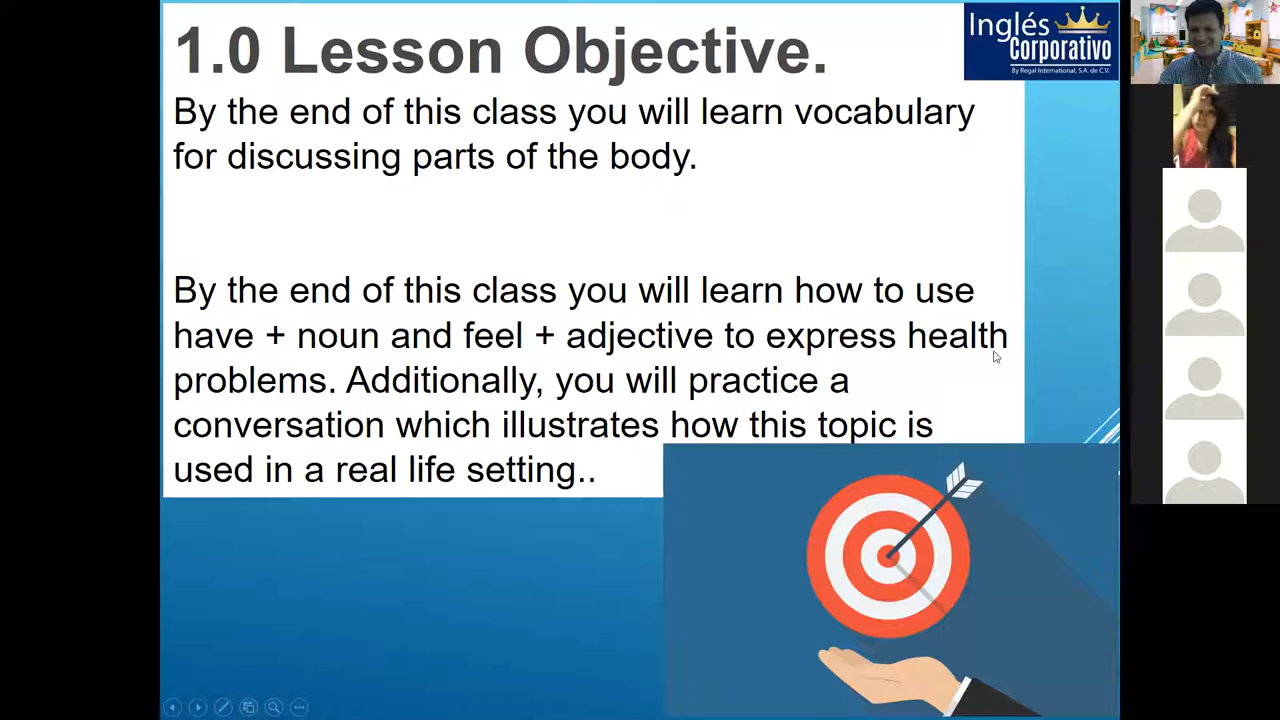 1.0 Lesson Objective.
Inglés
Corporativo
By Regal International, S.A. de C.V.
By the end of this class you will learn vocabulary
for discussing parts of the body.
By the end of this class you will learn how to use
have + noun and feel + adjective to express health
problems. Additionally, you will practice a
conversation which illustrates how this topic is
used in a real life setting..